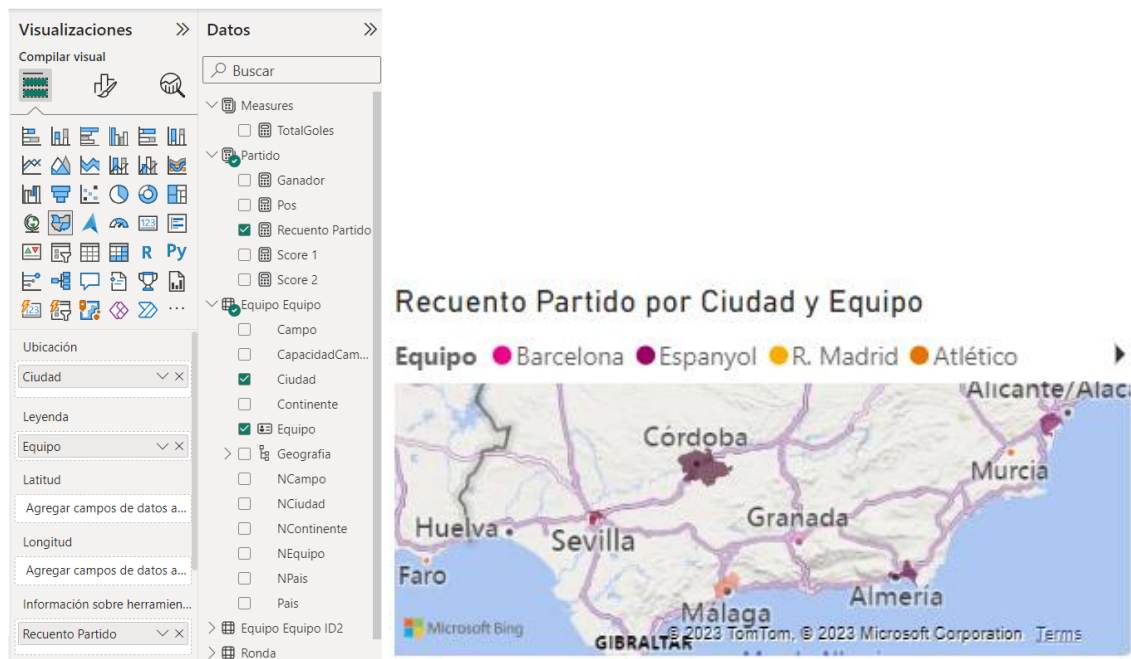 Visualizaciones
Compilar visual
123
R
Py
123
...
Ubicación
Ciudad
Leyenda
Equipo
Latitud
Agregar campos de datos a...
Longitud
Agregar campos de datos a...
Información sobre herramien...
Recuento Partido
Datos
Buscar
Measures
TotalGoles
Partido
Ganador
Pos
Recuento Partido
Score 1
Score 2
Equipo Equipo
Campo
CapacidadCam...
Ciudad
Continente
Equipo
Geografia
NCampo
NCiudad
NContinente
NEquipo
NPais
Pais
Equipo Equipo ID2
Ronda
Recuento Partido por Ciudad y Equipo
Equipo Barcelona Espanyol R. Madrid Atlético
Alicante/Alac
Córdoba
Murcia
Granada
Huelva
Sevilla
Faro
Almería
Málaga
Microsoft Bing
GIBRALTAR
© 2023 TomTom, © 2023 Microsoft Corporation Terms